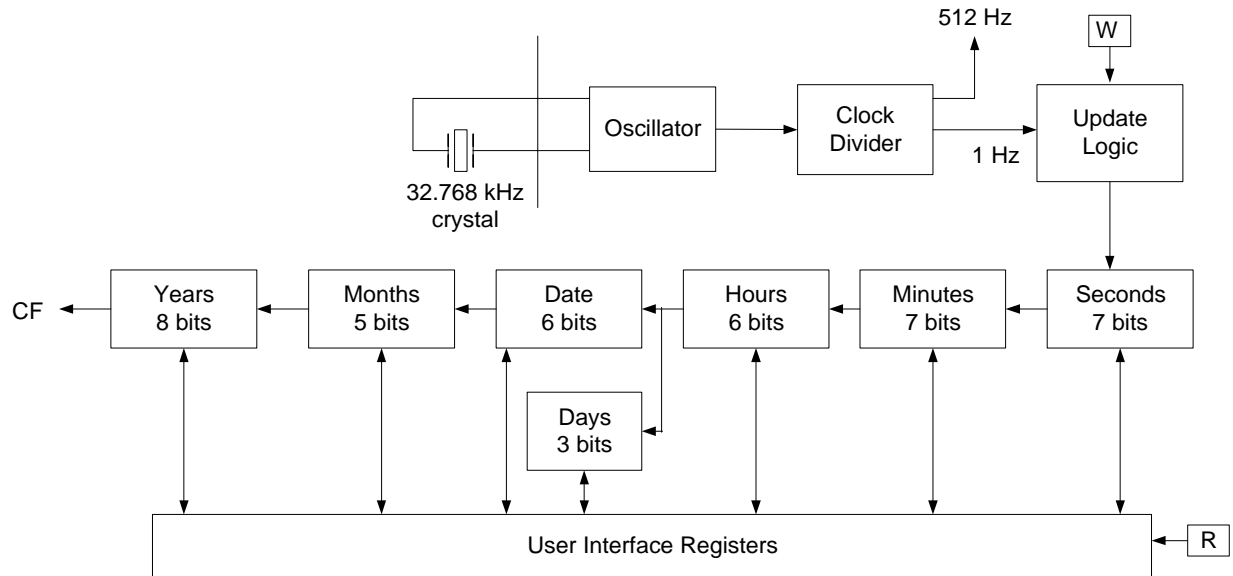 512 Hz
W
Oscillator
Clock
Divider
Update
Logic
1 Hz
32.768 kHz
crystal
CF
Years
8 bits
Months
5 bits
Date
6 bits
Hours
6 bits
Minutes
7 bits
Seconds
7 bits
Days
3 bits
User Interface Registers
R